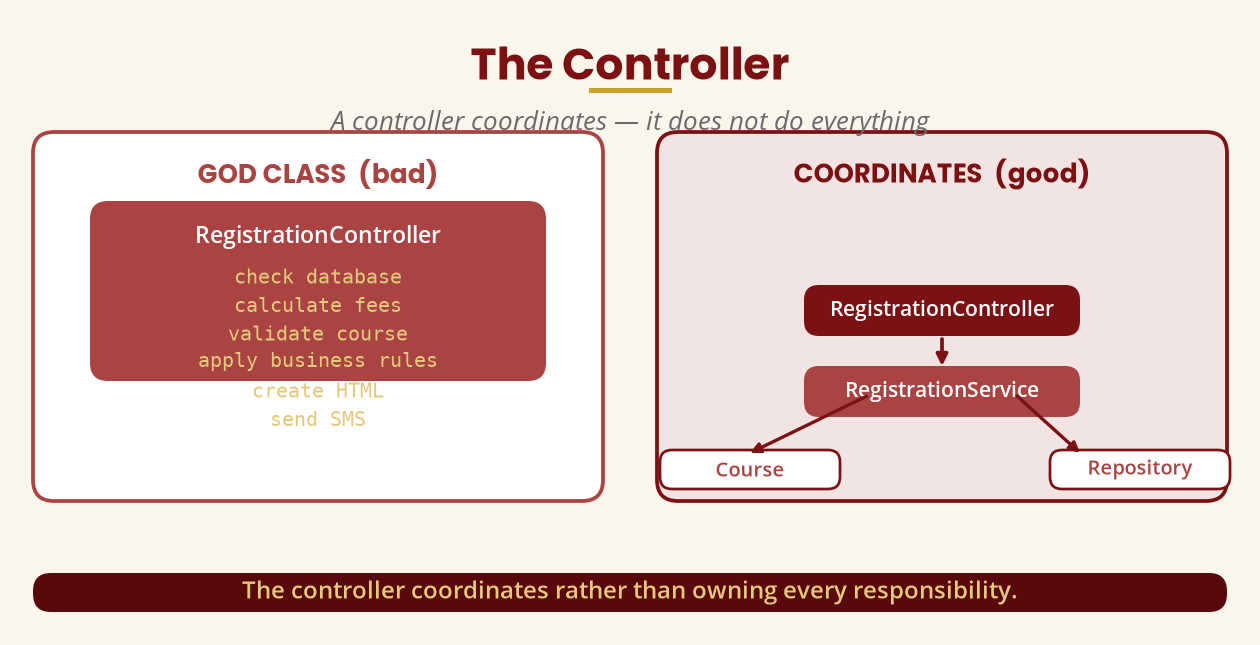 The Controller
A controller coordinates — it does not do everything
GOD CLASS (bad)
RegistrationController
check database
calculate fees
validate course
apply business rules
create HTML
send SMS
COORDINATES (good)
RegistrationController
RegistrationService
Course
Repository
The controller coordinates rather than owning every responsibility.